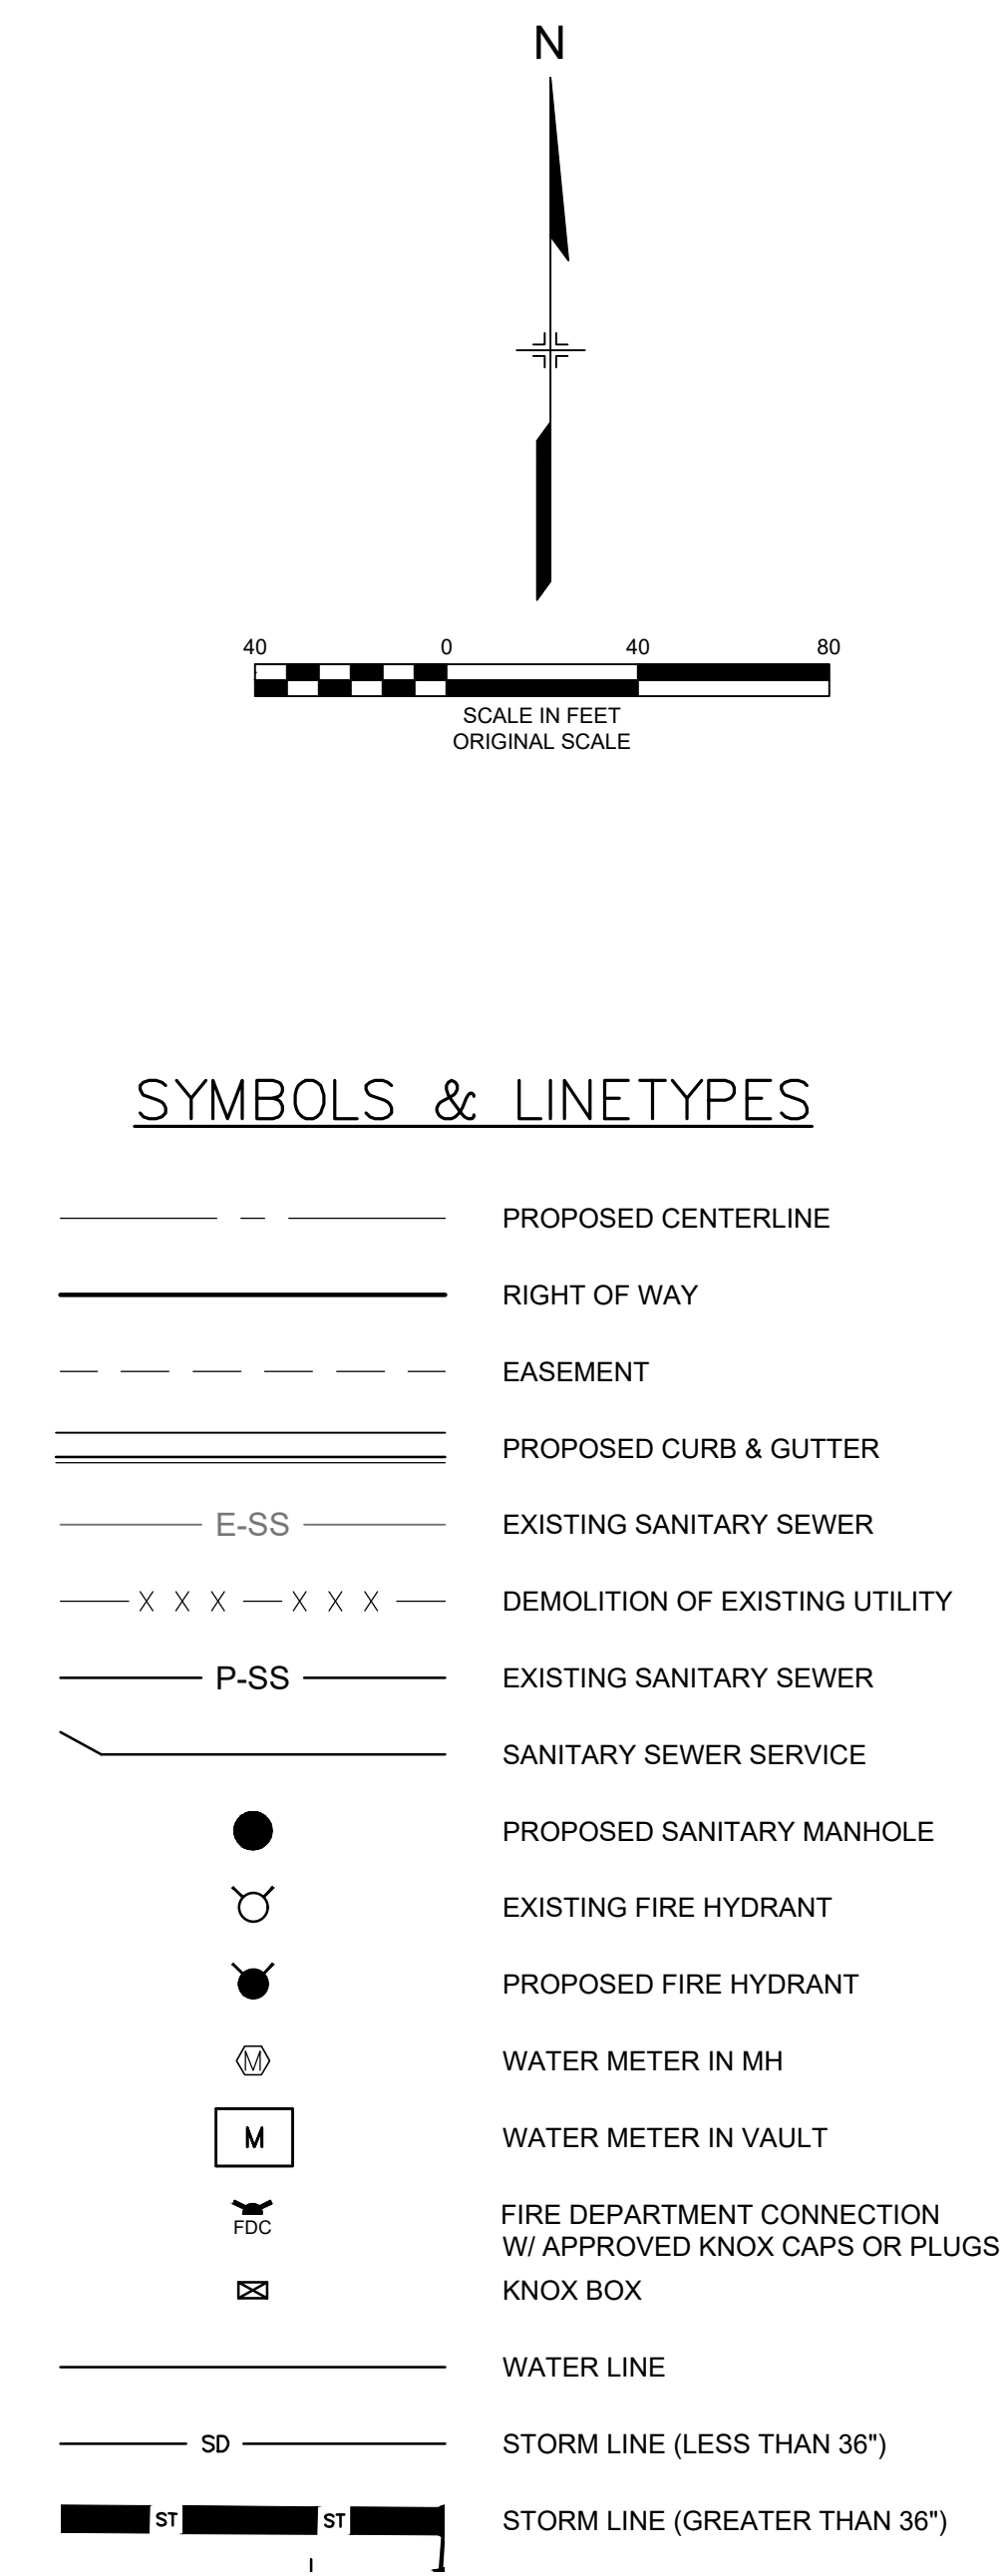 N
40 0 40 80
SCALE IN FEET
ORIGINAL SCALE
SYMBOLS & LINETYPES
PROPOSED CENTERLINE
RIGHT OF WAY
EASEMENT
PROPOSED CURB & GUTTER
E-SS EXISTING SANITARY SEWER
X X X X X X DEMOLITION OF EXISTING UTILITY
P-SS EXISTING SANITARY SEWER
SANITARY SEWER SERVICE
PROPOSED SANITARY MANHOLE
EXISTING FIRE HYDRANT
PROPOSED FIRE HYDRANT
M WATER METER IN MH
M WATER METER IN VAULT
FIRE DEPARTMENT CONNECTION
FDC W/ APPROVED KNOX CAPS OR PLUGS
KNOX BOX
WATER LINE
SD STORM LINE (LESS THAN 36")
ST ST STORM LINE (GREATER THAN 36")